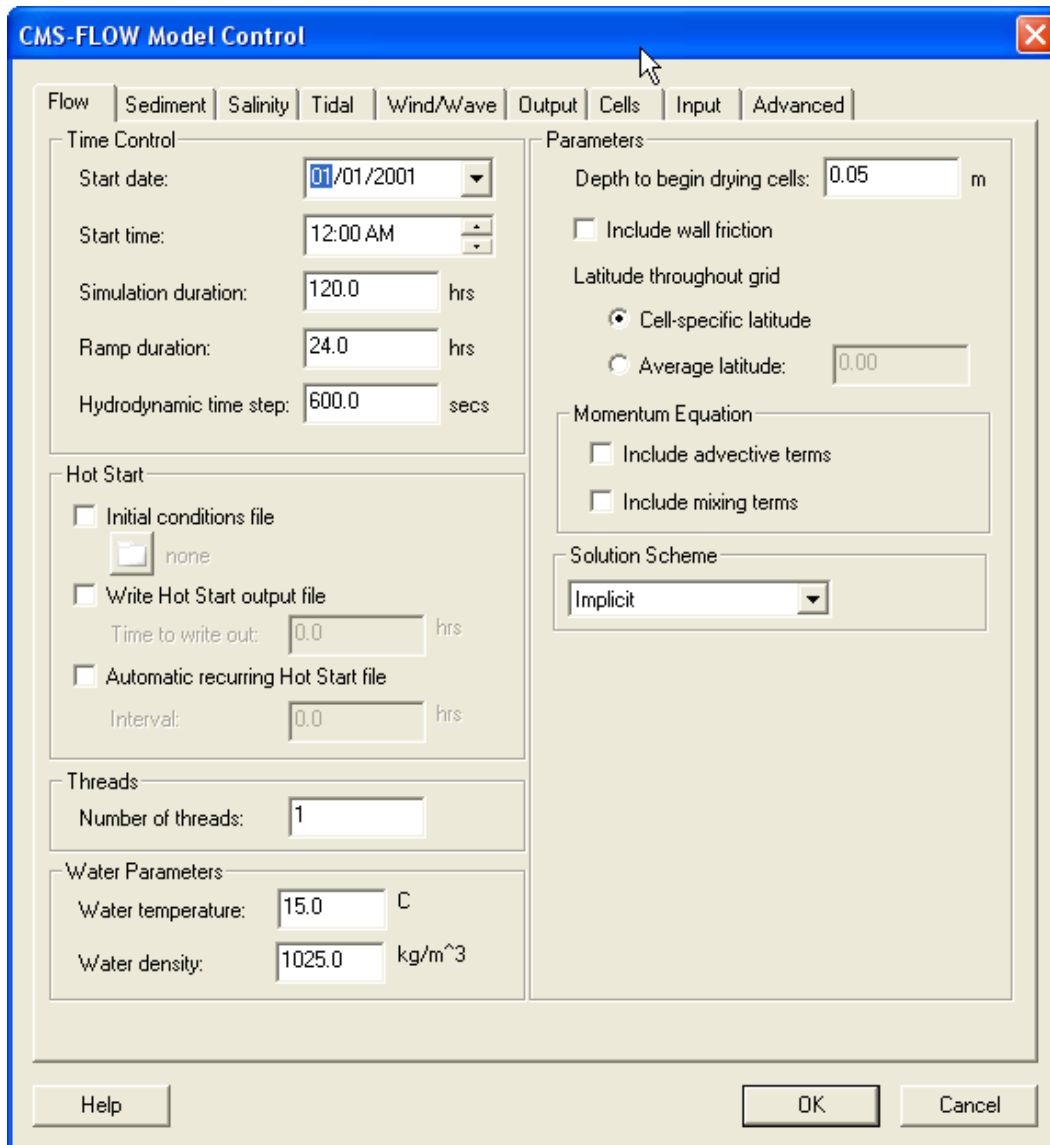 CMS-FLOW Model Control
Flow Sediment Salinity Tidal Wind/Wave Output Cells Input Advanced
Time Control
Start date: 01/01/2001
Start time: 12:00 AM
Simulation duration: 120.0 hrs
Ramp duration: 24.0 hrs
Hydrodynamic time step: 600.0 secs
Hot Start
Initial conditions file
none
Write Hot Start output file
Time to write out: 0.0 hrs
Automatic recurring Hot Start file
Interval: 0.0 hrs
Threads
Number of threads: 1
Water Parameters
Water temperature: 15.0 C
Water density: 1025.0 kg/m^3
Parameters
Depth to begin drying cells: 0.05 m
Include wall friction
Latitude throughout grid
Cell-specific latitude
Average latitude: 0.00
Momentum Equation
Include advective terms
Include mixing terms
Solution Scheme
Implicit
Help OK Cancel